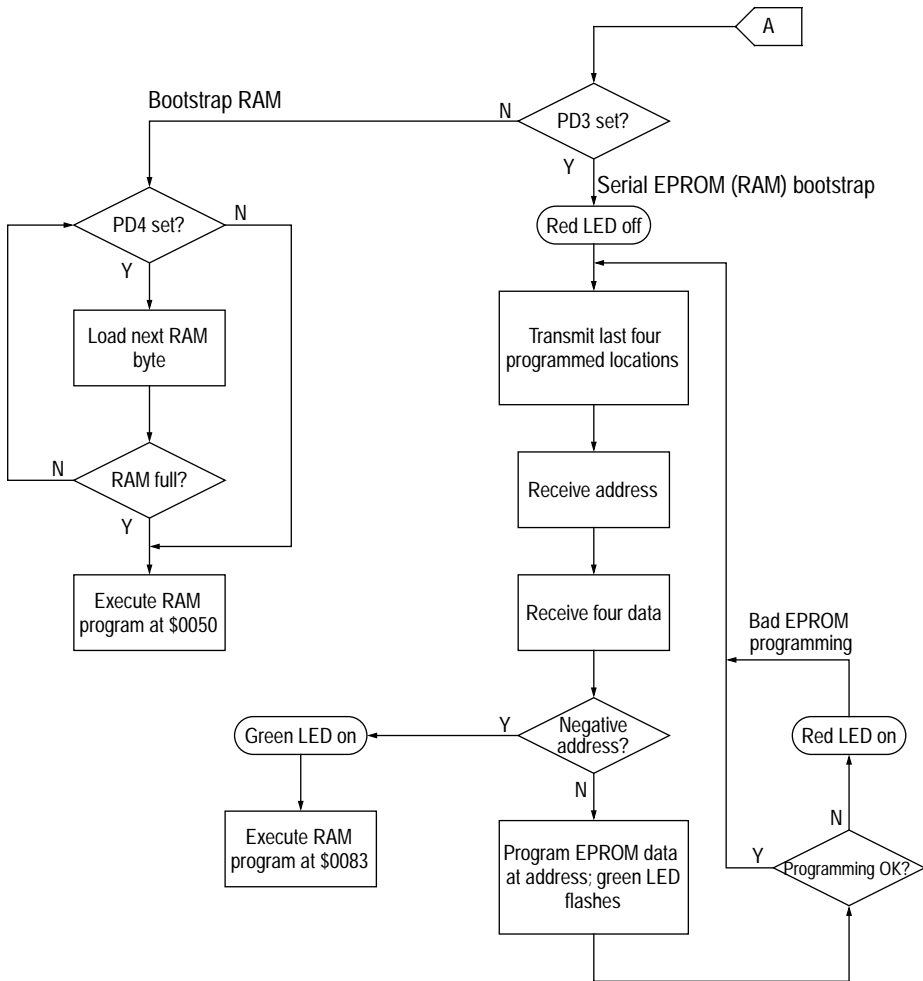 A
Bootstrap RAM
N
PD3 set?
Y
Serial EPROM (RAM) bootstrap
PD4 set?
N
Y
Red LED off
Load next RAM
byte
Transmit last four
programmed locations
N
RAM full?
Y
Receive address
Execute RAM
program at $0050
Receive four data
Bad EPROM
programming
Green LED on
Y
Negative
address?
N
Red LED on
Execute RAM
program at $0083
Program EPROM data
at address; green LED
flashes
N
Y
Programming OK?